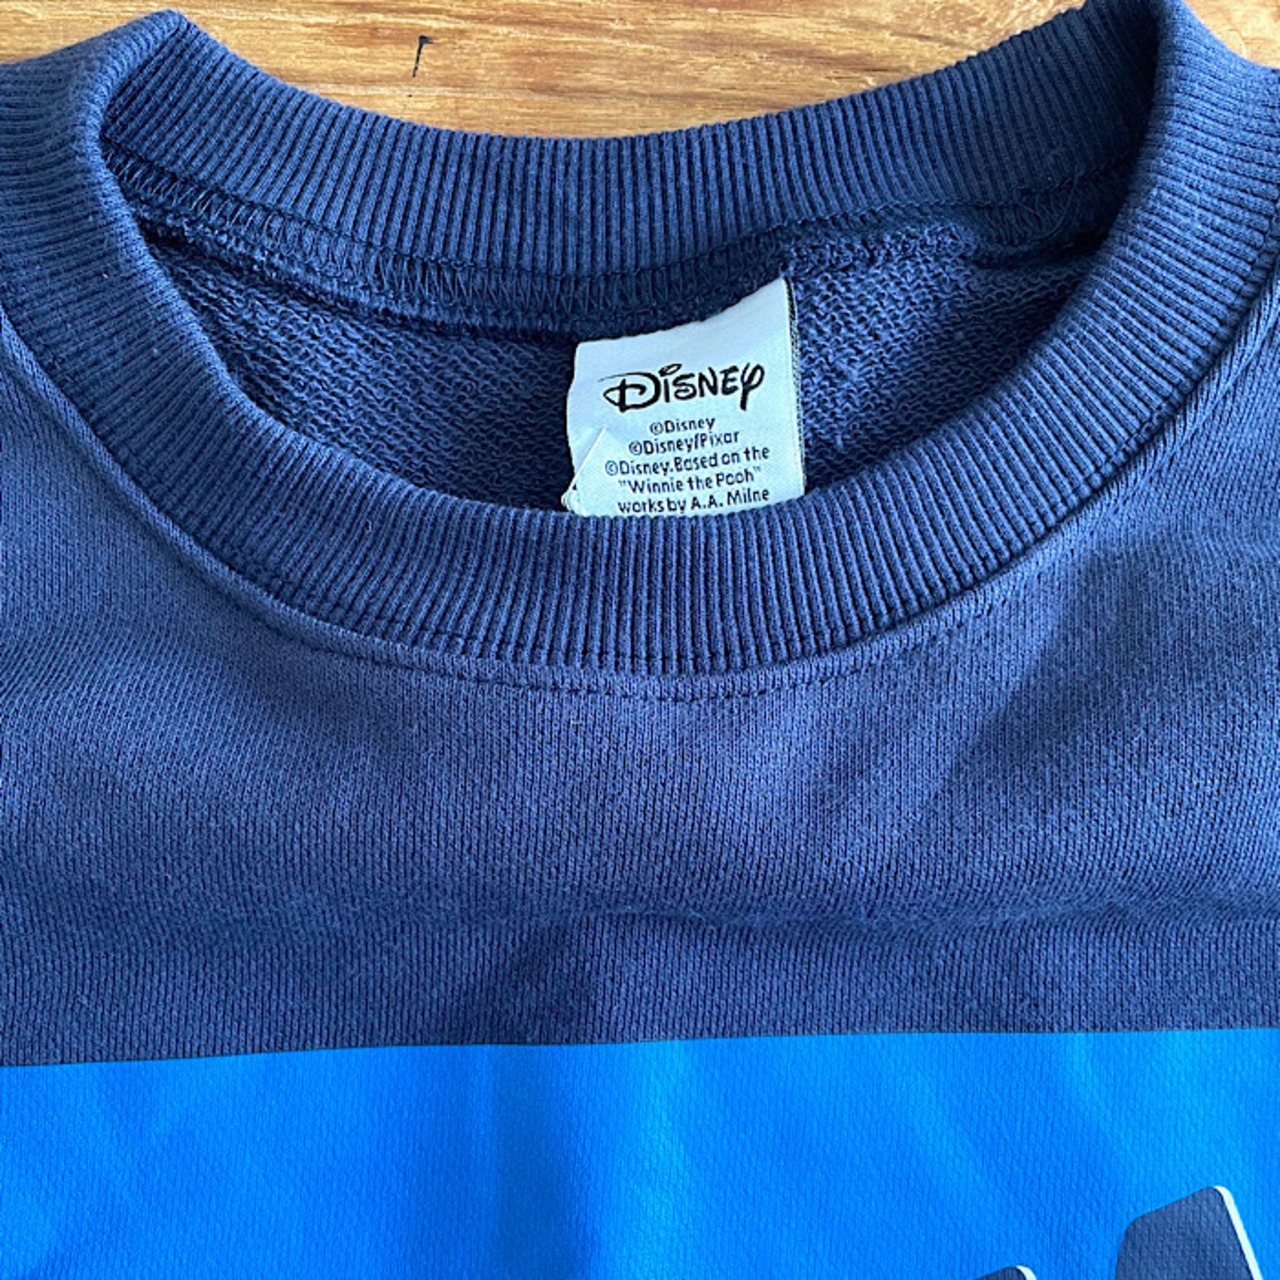 Disney
©Disney
©Disney/Pixar
©Disney.Based on the
"Winnie the Pooh"
works by A.A. Milne